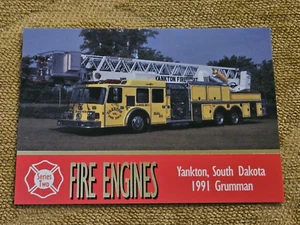 YANKTON FIRE
Series
Two
FIRE ENGINES
Yankton, South Dakota
1991 Grumman